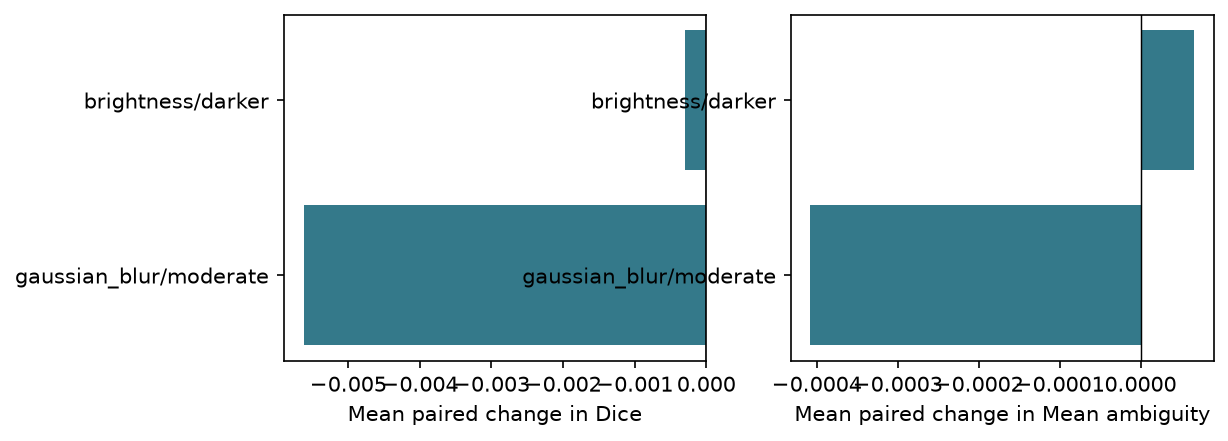 brightness/darker
gaussian_blur/moderate
−0.005 −0.004 −0.003 −0.002 −0.001 0.000
Mean paired change in Dice
brightness/darker
gaussian_blur/moderate
−0.0004 −0.0003 −0.0002 −0.0001 0.0000
Mean paired change in Mean ambiguity